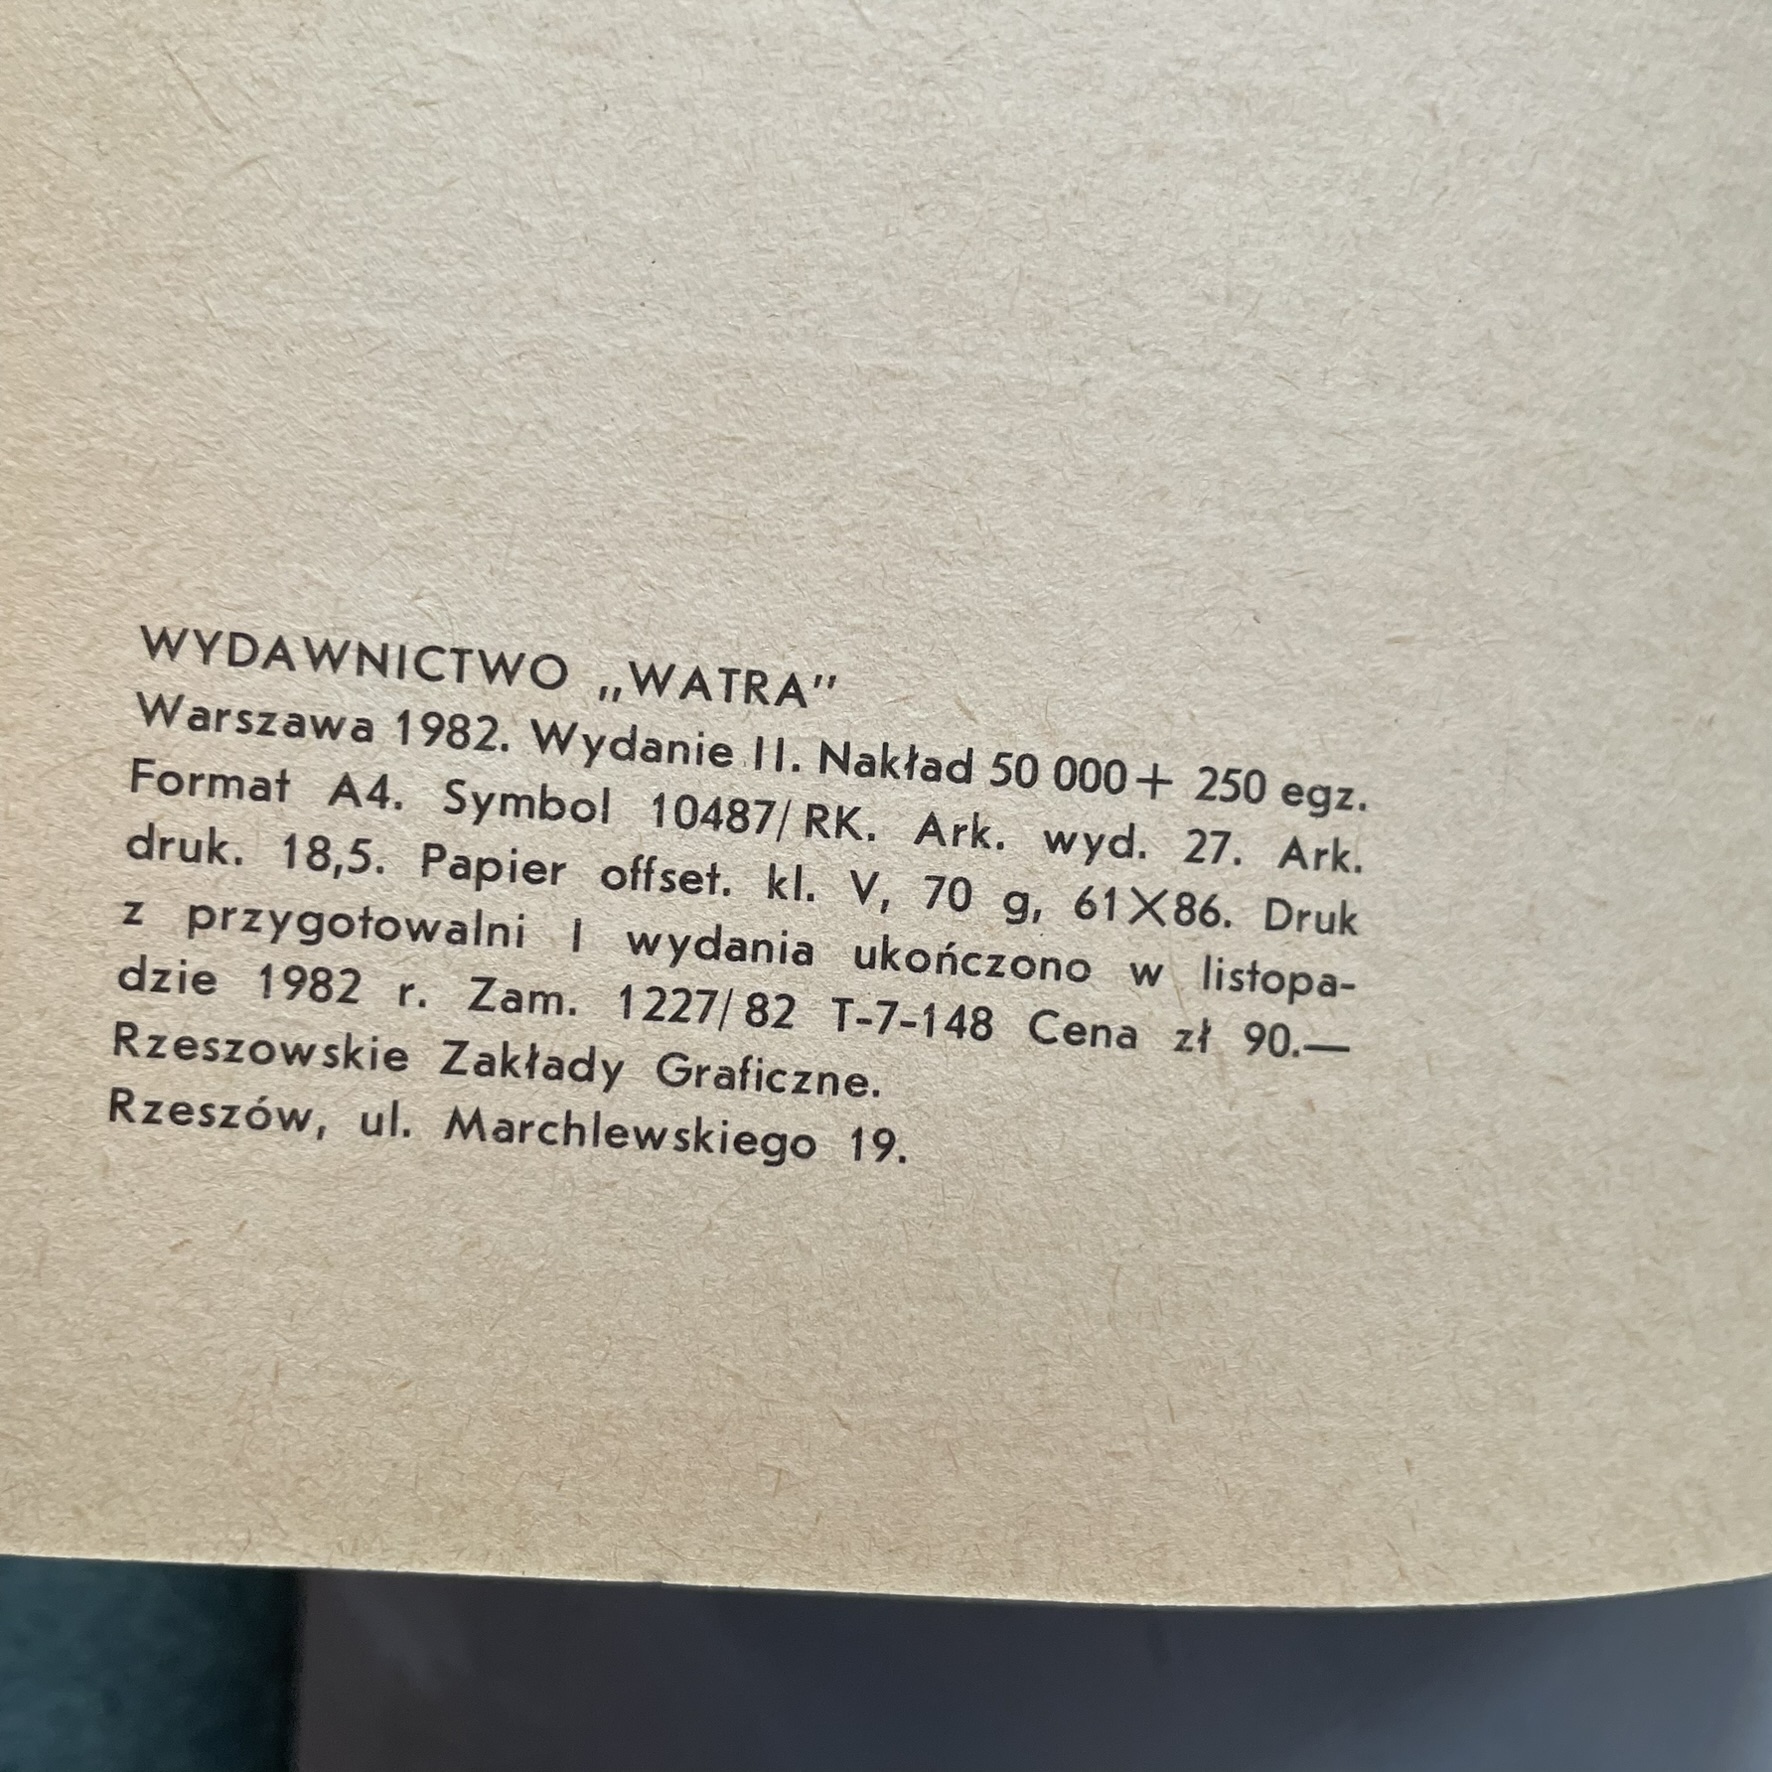 WYDAWNICTWO „WATRA”
Warszawa 1982. Wydanie II. Nakład 50 000+ 250 egz.
Format A4. Symbol 10487/RK. Ark. wyd. 27. Ark.
druk. 18,5. Papier offset. kl. V, 70 g, 61X86. Druk
z przygotowalni I wydania ukończono w listopa-
dzie 1982 r. Zam. 1227/82 T-7-148 Cena zł 90.—
Rzeszowskie Zakłady Graficzne.
Rzeszów, ul. Marchlewskiego 19.